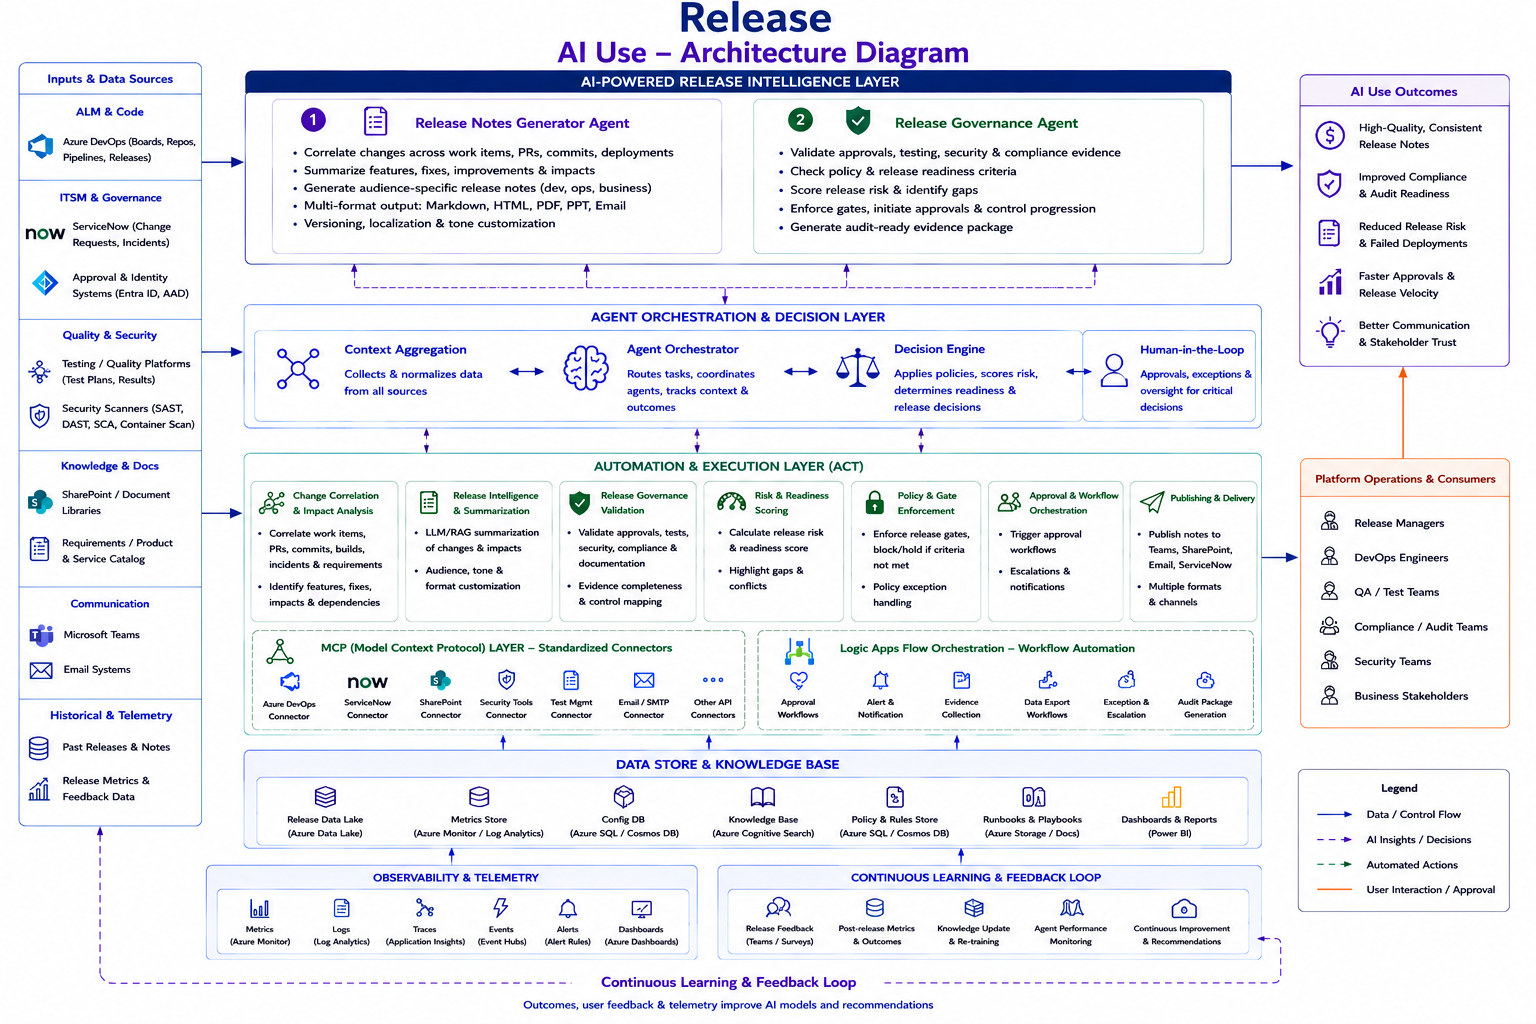 Release
AI Use – Architecture Diagram
Inputs & Data Sources
ALM & Code
Azure DevOps (Boards, Repos,
Pipelines, Releases)
ITSM & Governance
now
ServiceNow (Change
Requests, Incidents)
Approval & Identity
Systems (Entra ID, AAD)
Quality & Security
Testing / Quality Platforms
(Test Plans, Results)
Security Scanners (SAST,
DAST, SCA, Container Scan)
Knowledge & Docs
SharePoint / Document
Libraries
Requirements / Product
& Service Catalog
Communication
Microsoft Teams
Email Systems
Historical & Telemetry
Past Releases & Notes
Release Metrics &
Feedback Data
AI-POWERED RELEASE INTELLIGENCE LAYER
1
Release Notes Generator Agent
• Correlate changes across work items, PRs, commits, deployments
• Summarize features, fixes, improvements & impacts
• Generate audience-specific release notes (dev, ops, business)
• Multi-format output: Markdown, HTML, PDF, PPT, Email
• Versioning, localization & tone customization
2
Release Governance Agent
• Validate approvals, testing, security & compliance evidence
• Check policy & release readiness criteria
• Score release risk & identify gaps
• Enforce gates, initiate approvals & control progression
• Generate audit-ready evidence package
AGENT ORCHESTRATION & DECISION LAYER
Context Aggregation
Collects & normalizes data
from all sources
Agent Orchestrator
Routes tasks, coordinates
agents, tracks context &
outcomes
Decision Engine
Applies policies, scores risk,
determines readiness &
release decisions
Human-in-the-Loop
Approvals, exceptions &
oversight for critical
decisions
AUTOMATION & EXECUTION LAYER (ACT)
Change Correlation
& Impact Analysis
• Correlate work items,
PRs, commits, builds,
incidents & requirements
• Identify features, fixes,
impacts & dependencies
Release Intelligence
& Summarization
• LLM/RAG summarization
of changes & impacts
• Audience, tone &
format customization
Release Governance
Validation
• Validate approvals, tests,
security, compliance &
documentation
• Evidence completeness
& control mapping
Risk & Readiness
Scoring
• Calculate release risk
& readiness score
• Highlight gaps &
conflicts
Policy & Gate
Enforcement
• Enforce release gates,
block/hold if criteria
not met
• Policy exception
handling
Approval & Workflow
Orchestration
• Trigger approval
workflows
• Escalations &
notifications
Publishing & Delivery
• Publish notes to
Teams, SharePoint,
Email, ServiceNow
• Multiple formats
& channels
MCP (Model Context Protocol) LAYER – Standardized Connectors
Azure DevOps
Connector
now
ServiceNow
Connector
SharePoint
Connector
Security Tools
Connector
Test Mgmt
Connector
Email / SMTP
Connector
Other API
Connectors
Logic Apps Flow Orchestration – Workflow Automation
Approval
Workflows
Alert &
Notification
Evidence
Collection
Data Export
Workflows
Exception &
Escalation
Audit Package
Generation
DATA STORE & KNOWLEDGE BASE
Release Data Lake
(Azure Data Lake)
Metrics Store
(Azure Monitor / Log Analytics)
Config DB
(Azure SQL / Cosmos DB)
Knowledge Base
(Azure Cognitive Search)
Policy & Rules Store
(Azure SQL / Cosmos DB)
Runbooks & Playbooks
(Azure Storage / Docs)
Dashboards & Reports
(Power BI)
OBSERVABILITY & TELEMETRY
Metrics
(Azure Monitor)
Logs
(Log Analytics)
Traces
(Application Insights)
Events
(Event Hubs)
Alerts
(Alert Rules)
Dashboards
(Azure Dashboards)
CONTINUOUS LEARNING & FEEDBACK LOOP
Release Feedback
(Teams / Surveys)
Post-release Metrics
& Outcomes
Knowledge Update
& Re-training
Agent Performance
Monitoring
Continuous Improvement
& Recommendations
Continuous Learning & Feedback Loop
Outcomes, user feedback & telemetry improve AI models and recommendations
AI Use Outcomes
High-Quality, Consistent
Release Notes
Improved Compliance
& Audit Readiness
Reduced Release Risk
& Failed Deployments
Faster Approvals &
Release Velocity
Better Communication
& Stakeholder Trust
Platform Operations & Consumers
Release Managers
DevOps Engineers
QA / Test Teams
Compliance / Audit Teams
Security Teams
Business Stakeholders
Legend
Data / Control Flow
AI Insights / Decisions
Automated Actions
User Interaction / Approval